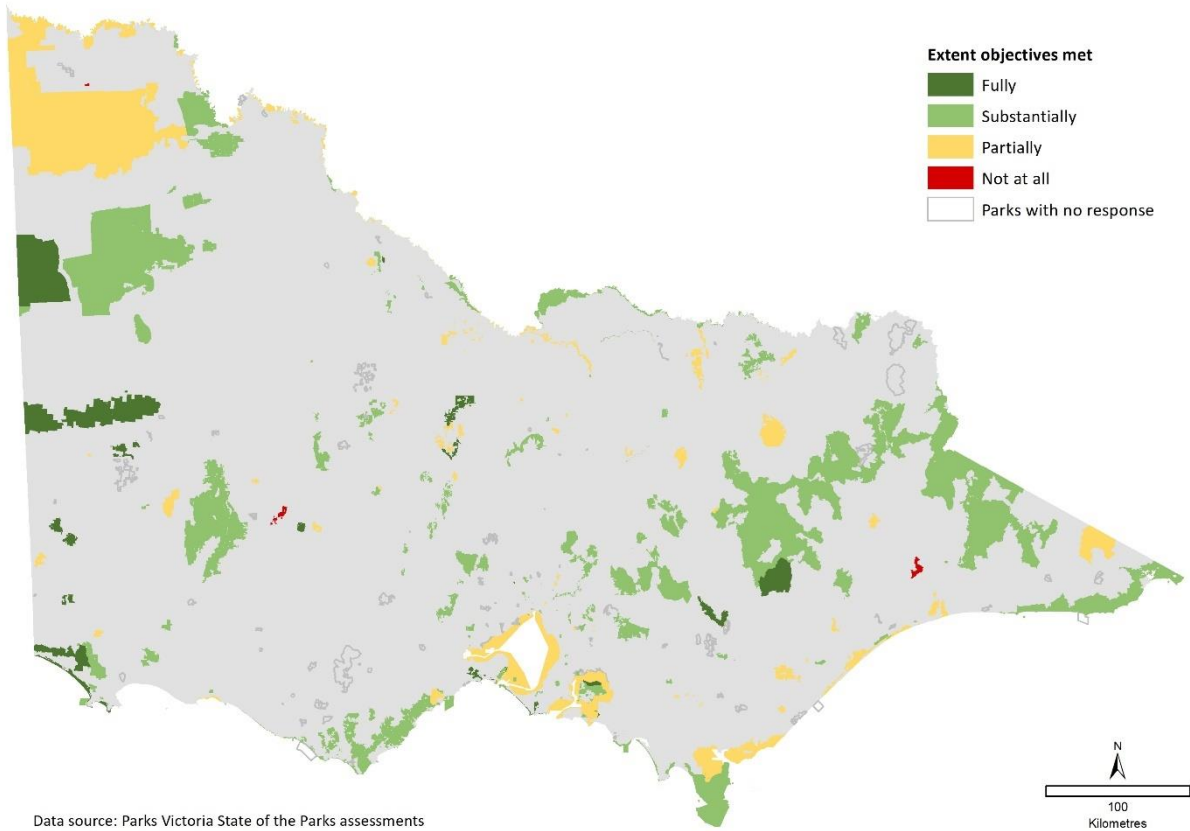 Extent objectives met
Fully
Substantially
Partially
Not at all
Parks with no response
N
100
Kilometres
Data source: Parks Victoria State of the Parks assessments